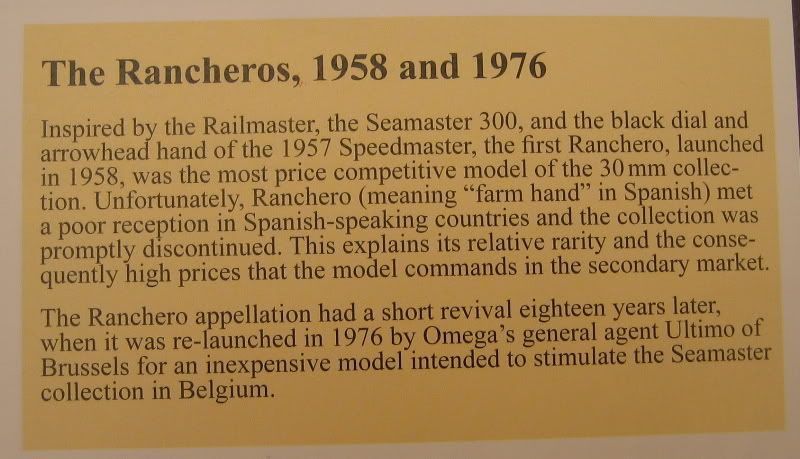 The Rancheros, 1958 and 1976
Inspired by the Railmaster, the Seamaster 300, and the black dial and
arrowhead hand of the 1957 Speedmaster, the first Ranchero, launched
in 1958, was the most price competitive model of the 30 mm collec-
tion. Unfortunately, Ranchero (meaning “farm hand” in Spanish) met
a poor reception in Spanish-speaking countries and the collection was
promptly discontinued. This explains its relative rarity and the conse-
quently high prices that the model commands in the secondary market.
The Ranchero appellation had a short revival eighteen years later,
when it was re-launched in 1976 by Omega’s general agent Ultimo of
Brussels for an inexpensive model intended to stimulate the Seamaster
collection in Belgium.